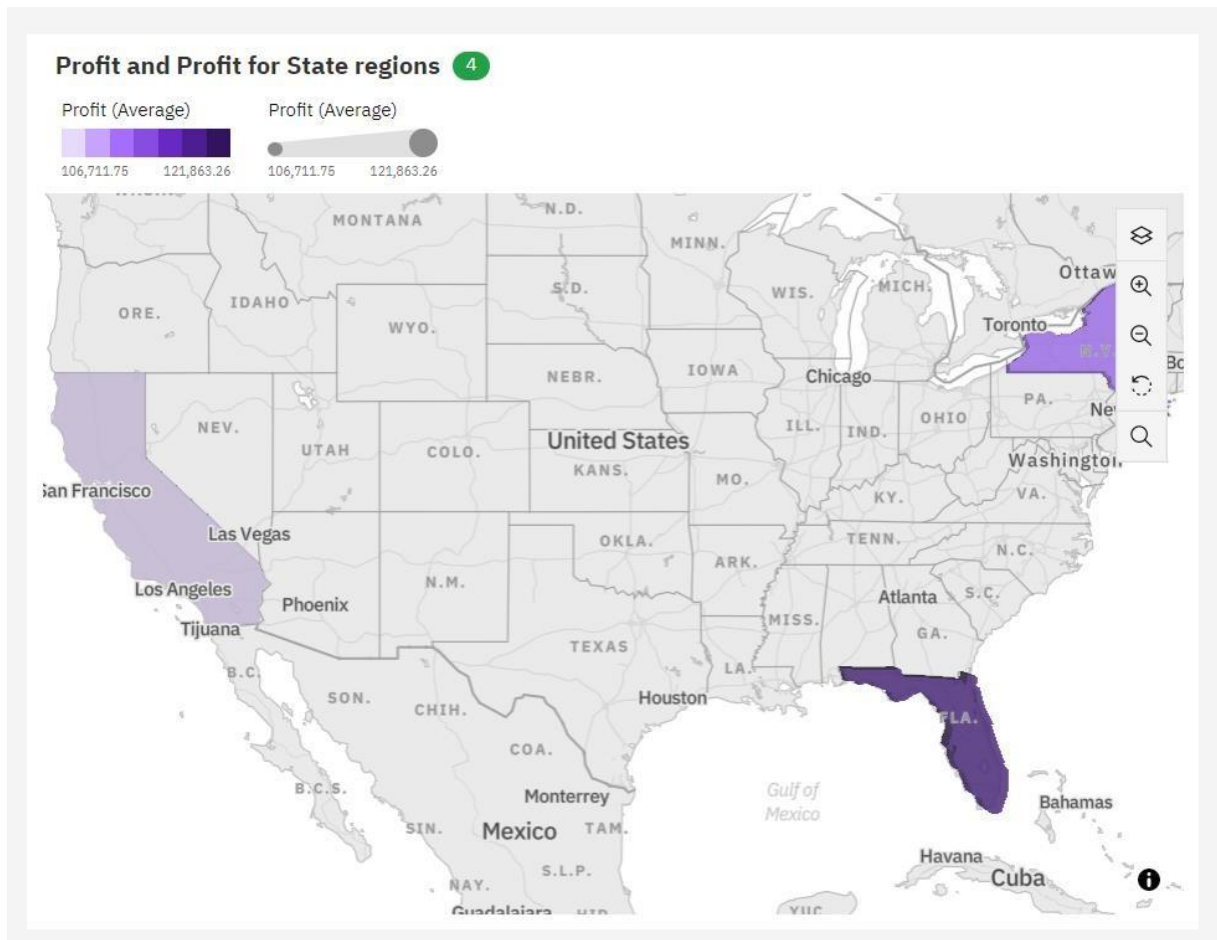 Profit and Profit for State regions 4
Profit (Average) Profit (Average)
106,711.75 121,863.26 106,711.75 121,863.26
N.D.
MONTANA
MINN.
Ottaw
S.D.
MICH.
WIS.
IDAHO
ORE.
WYO.
Toronto
N.Y.
IOWA
NEBR.
Chicago
PA.
Ne
OHIO
NEV.
ILL.
IND.
United States
UTAH
COLO.
Washington
KANS.
MO.
San Francisco
KY.
VA.
Las Vegas
OKLA.
TENN.
N.C.
ARK.
Los Angeles
N.M.
Phoenix
Atlanta
S.C.
Tijuana
MISS.
GA.
TEXAS
B.C.
LA.
SON.
Houston
CHIH.
FLA.
COA.
B.C.S.
Monterrey
Gulf of
Mexico
Bahamas
SIN.
Mexico
TAM.
Havana
Cuba
S.L.P.
NAY.
Guadalajara
YUC